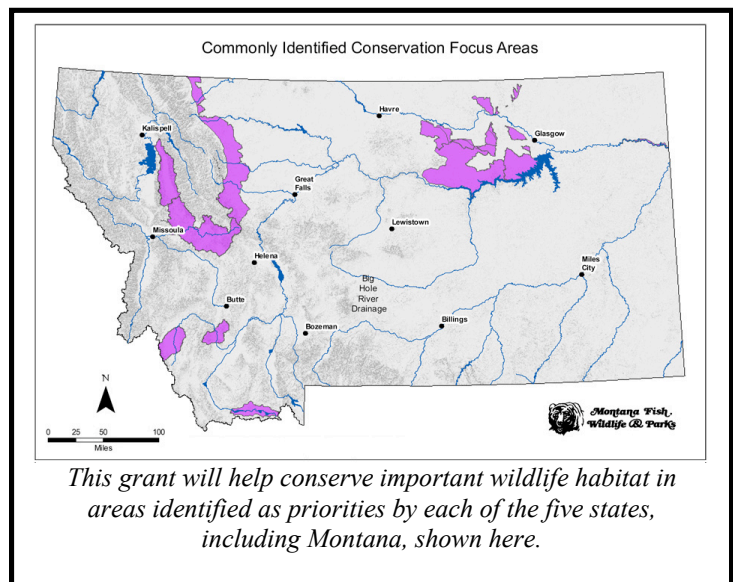 Commonly Identified Conservation Focus Areas
Havre
Kalispell
Glasgow
Great
Falls
Lewistown
Missoula
Helena
Miles
City
Big
Hole
River
Drainage
Butte
Bozeman
Billings
N
0 25 50 100
Miles
Montana Fish
Wildlife & Parks
This grant will help conserve important wildlife habitat in
areas identified as priorities by each of the five states,
including Montana, shown here.